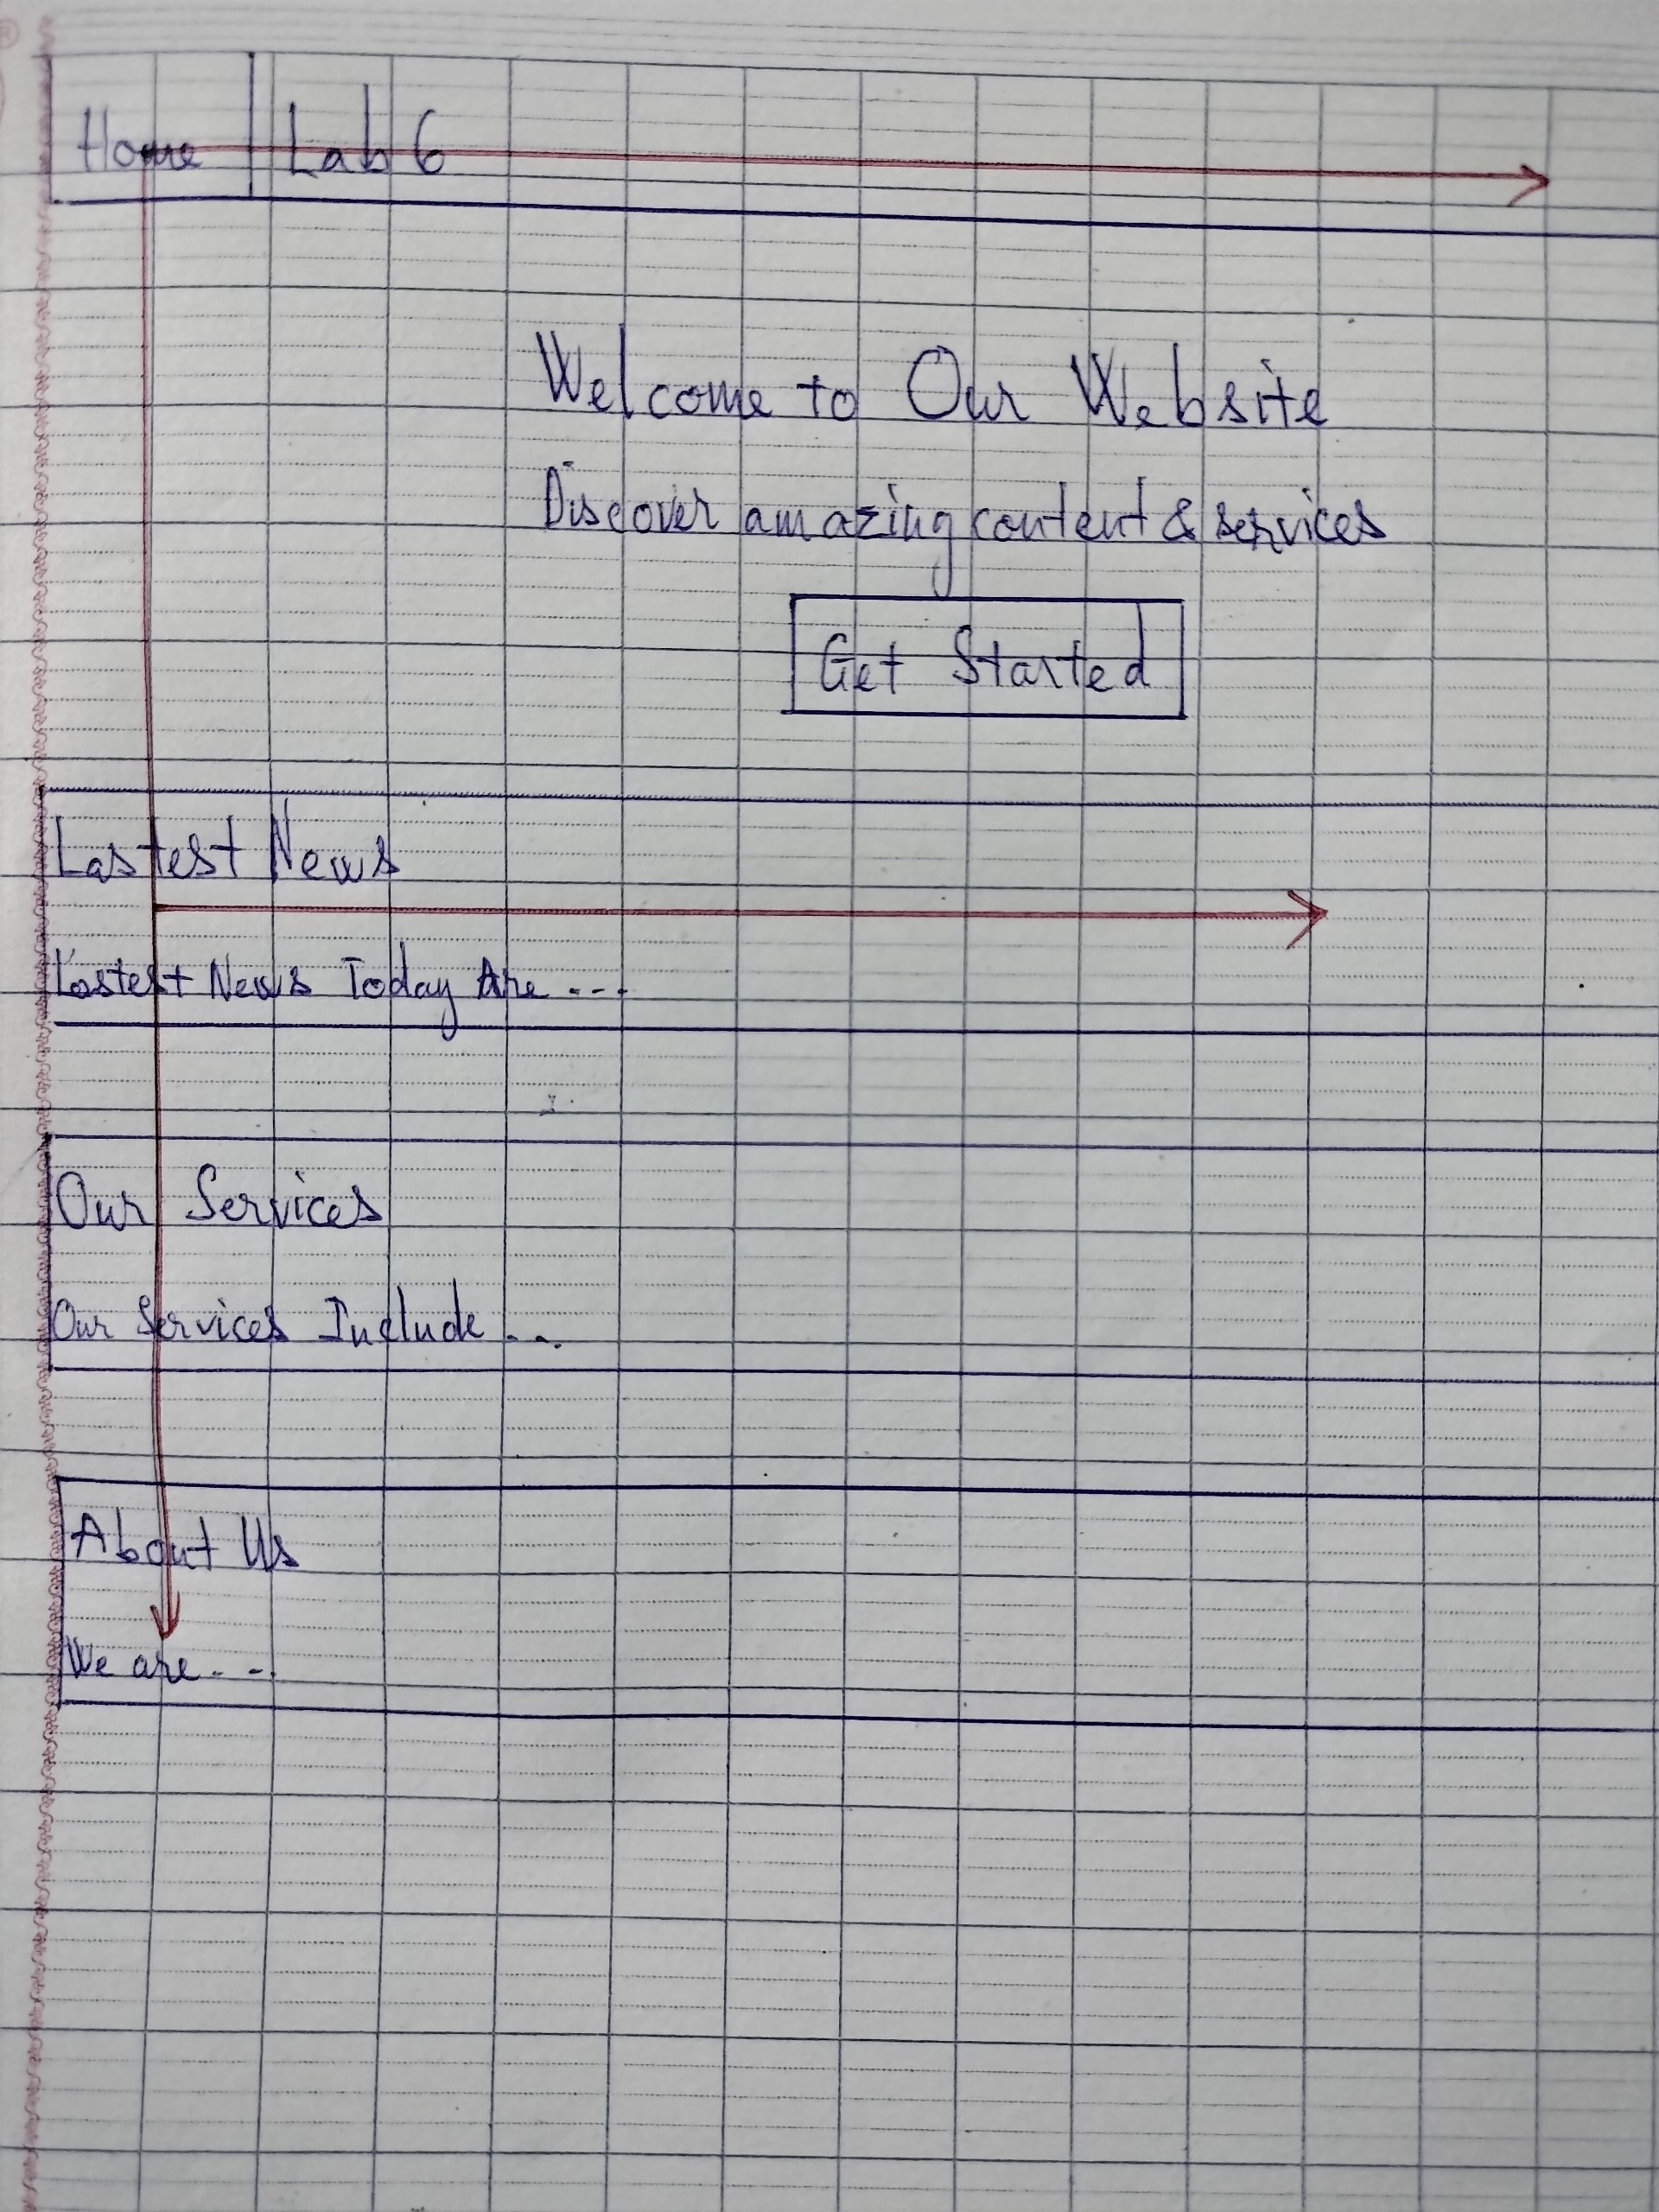 Home Lab 6
Welcome to Our Website
Discover amazing content & services
Get Started
Lastest News
Lastest News Today Are ...
Our Services
Our Services Include ...
About Us
We are ...